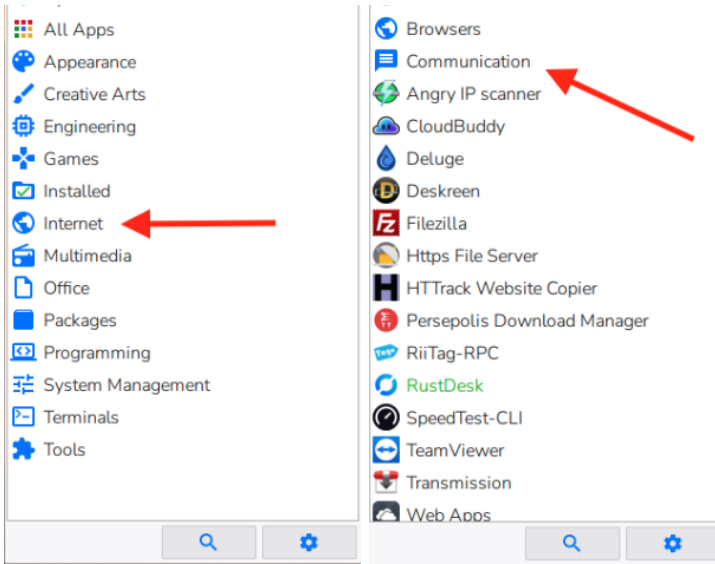 All Apps
Appearance
Creative Arts
Engineering
Games
Installed
Internet
Multimedia
Office
Packages
Programming
System Management
Terminals
Tools
Browsers
Communication
Angry IP scanner
CloudBuddy
Deluge
Deskreen
Filezilla
Https File Server
HTTrack Website Copier
Persepolis Download Manager
RiiTag-RPC
RustDesk
SpeedTest-CLI
TeamViewer
Transmission
Web Apps